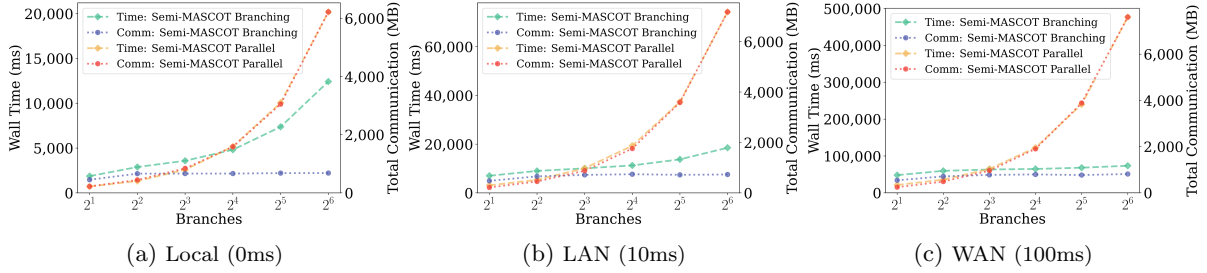 20,000
15,000
10,000
5,000
0
Wall Time (ms)
Time: Semi-MASCOT Branching
Comm: Semi-MASCOT Branching
Time: Semi-MASCOT Parallel
Comm: Semi-MASCOT Parallel
6,000
4,000
2,000
0
Total Communication (MB)
2^1 2^2 2^3 2^4 2^5 2^6
Branches
(a) Local (0ms)
60,000
40,000
20,000
0
Wall Time (ms)
Time: Semi-MASCOT Branching
Comm: Semi-MASCOT Branching
Time: Semi-MASCOT Parallel
Comm: Semi-MASCOT Parallel
6,000
4,000
2,000
0
Total Communication (MB)
2^1 2^2 2^3 2^4 2^5 2^6
Branches
(b) LAN (10ms)
500,000
400,000
300,000
200,000
100,000
0
Wall Time (ms)
Time: Semi-MASCOT Branching
Comm: Semi-MASCOT Branching
Time: Semi-MASCOT Parallel
Comm: Semi-MASCOT Parallel
6,000
4,000
2,000
0
Total Communication (MB)
2^1 2^2 2^3 2^4 2^5 2^6
Branches
(c) WAN (100ms)